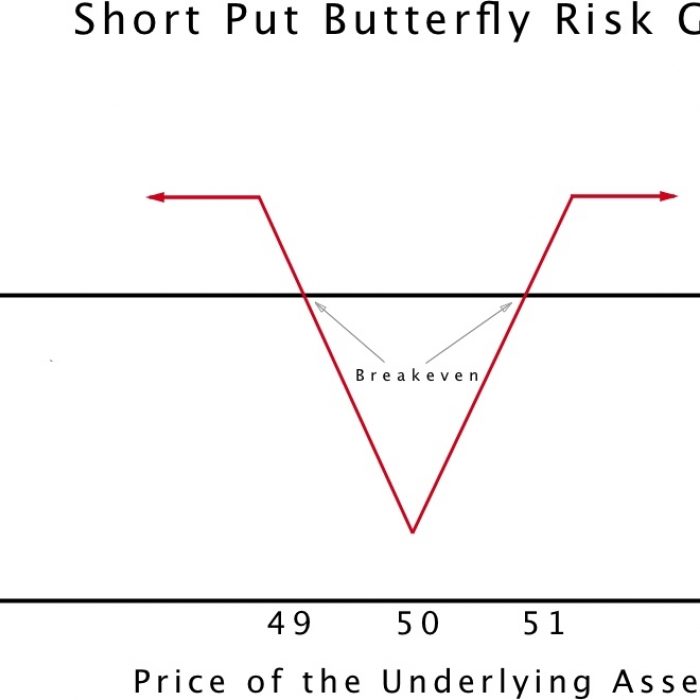 Short Put Butterfly Risk G
Breakeven
49 50 51
Price of the Underlying Asse